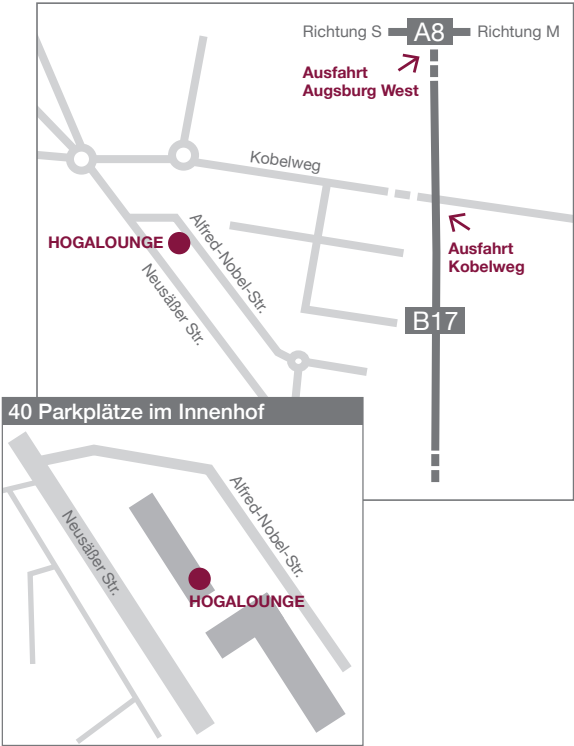 Richtung S
A8
Richtung M
Ausfahrt
Augsburg West
Kobelweg
HOGALOUNGE
Alfred-Nobel-Str.
Neusäßer Str.
Ausfahrt
Kobelweg
B17
40 Parkplätze im Innenhof
Alfred-Nobel-Str.
Neusäßer Str.
HOGALOUNGE